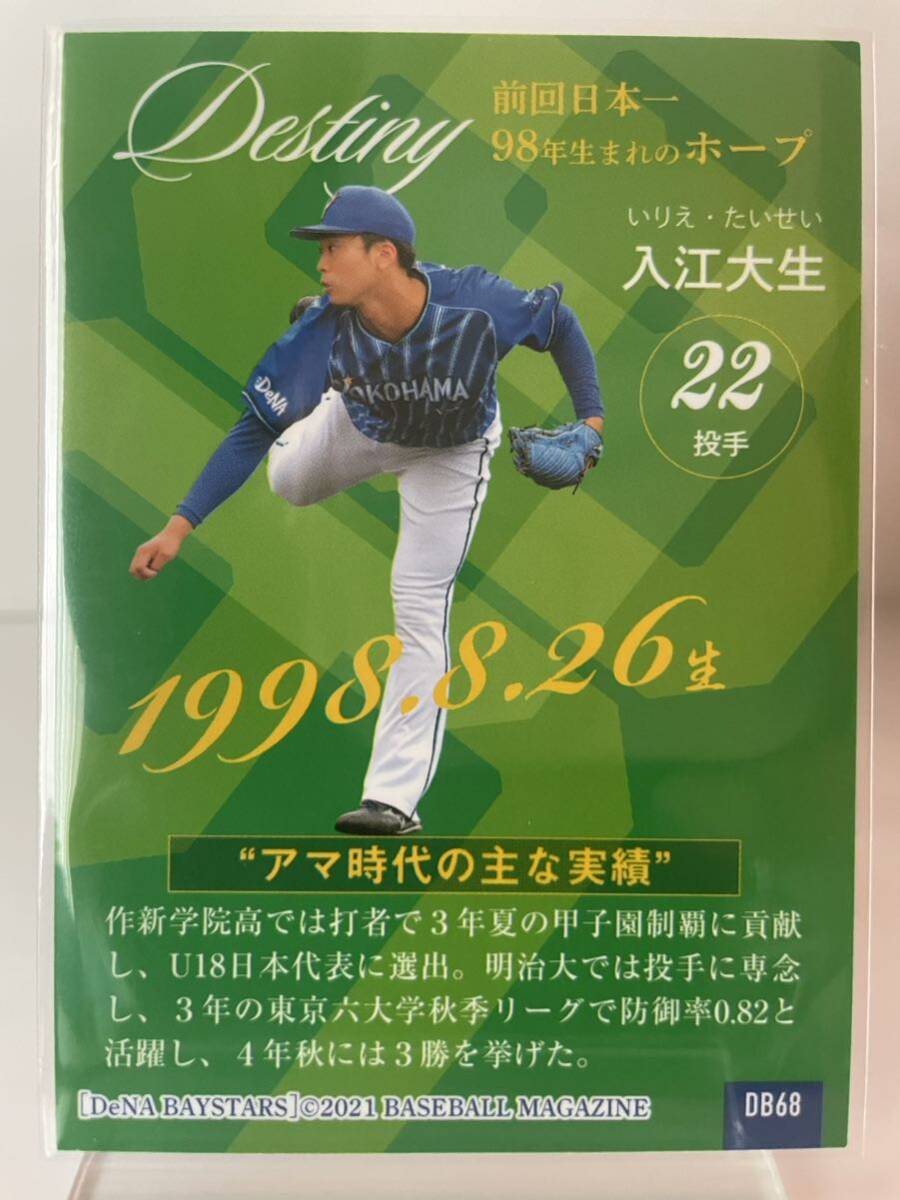 Destiny
前回日本一
98年生まれのホープ
いりえ・たいせい
入江大生
22
投手
DeNA
YOKOHAMA
1998.8.26生
“アマ時代の主な実績”
作新学院高では打者で３年夏の甲子園制覇に貢献
し、U18日本代表に選出。明治大では投手に専念
し、３年の東京六大学秋季リーグで防御率0.82と
活躍し、４年秋には３勝を挙げた。
[DeNA BAYSTARS]©2021 BASEBALL MAGAZINE
DB68